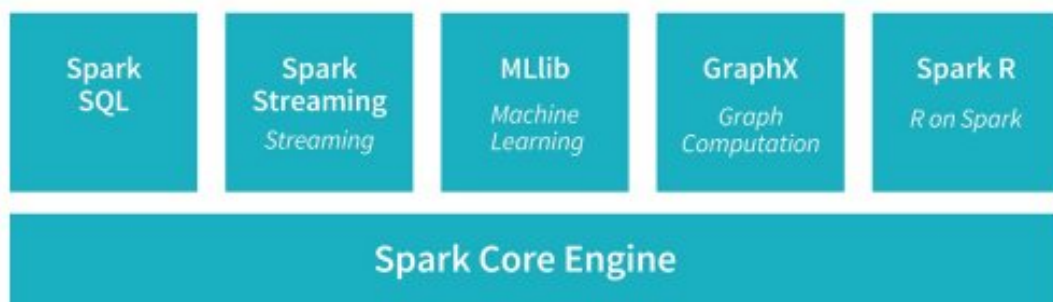 Spark
SQL
Spark
Streaming
Streaming
MLlib
Machine
Learning
GraphX
Graph
Computation
Spark R
R on Spark
Spark Core Engine